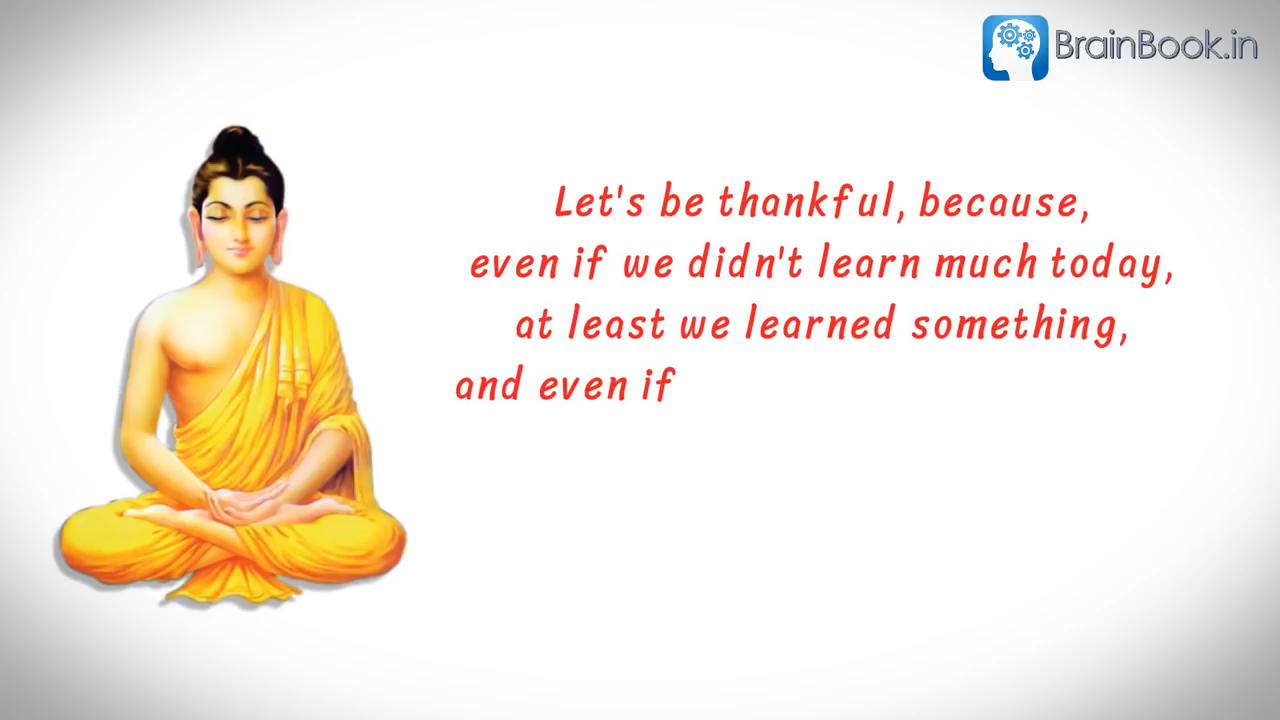 BrainBook.in
Let's be thankful, because,
even if we didn't learn much today,
at least we learned something,
and even if